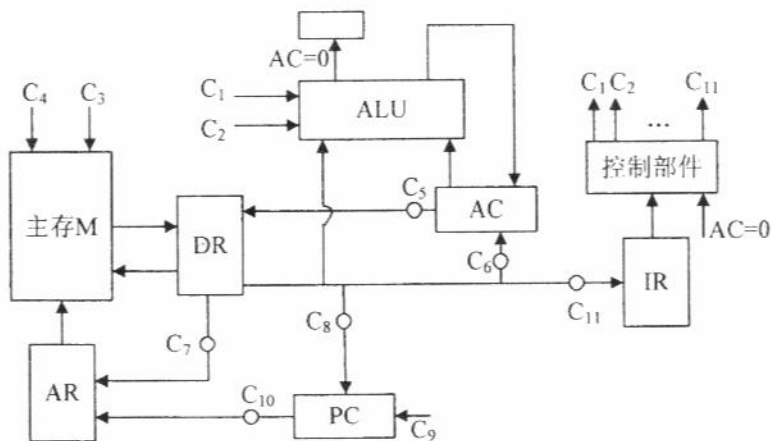 AC=0
C₁
C₂
ALU
C₄
C₃
主存M
DR
C₅
AC
C₆
C₁ C₂ … C₁₁
控制部件
AC=0
IR
C₁₁
C₇
C₈
AR
C₁₀
PC
C₉